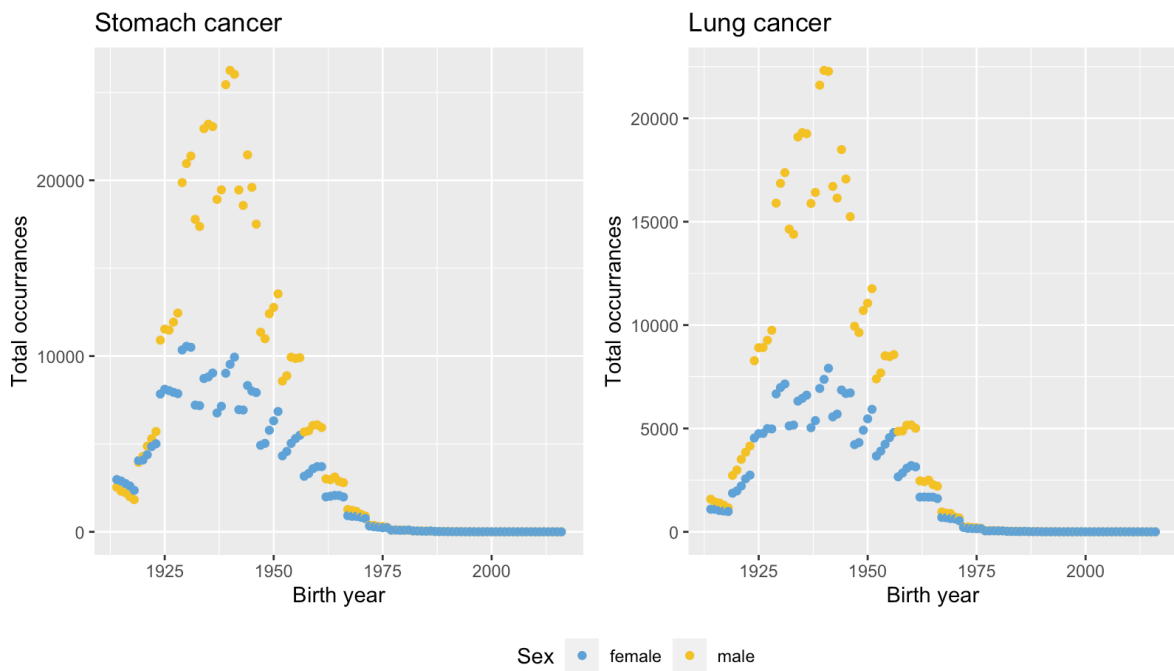 Stomach cancer
Total occurrances
20000
10000
0
1925 1950 1975 2000
Birth year
Lung cancer
Total occurrances
20000
15000
10000
5000
0
1925 1950 1975 2000
Birth year
Sex female male